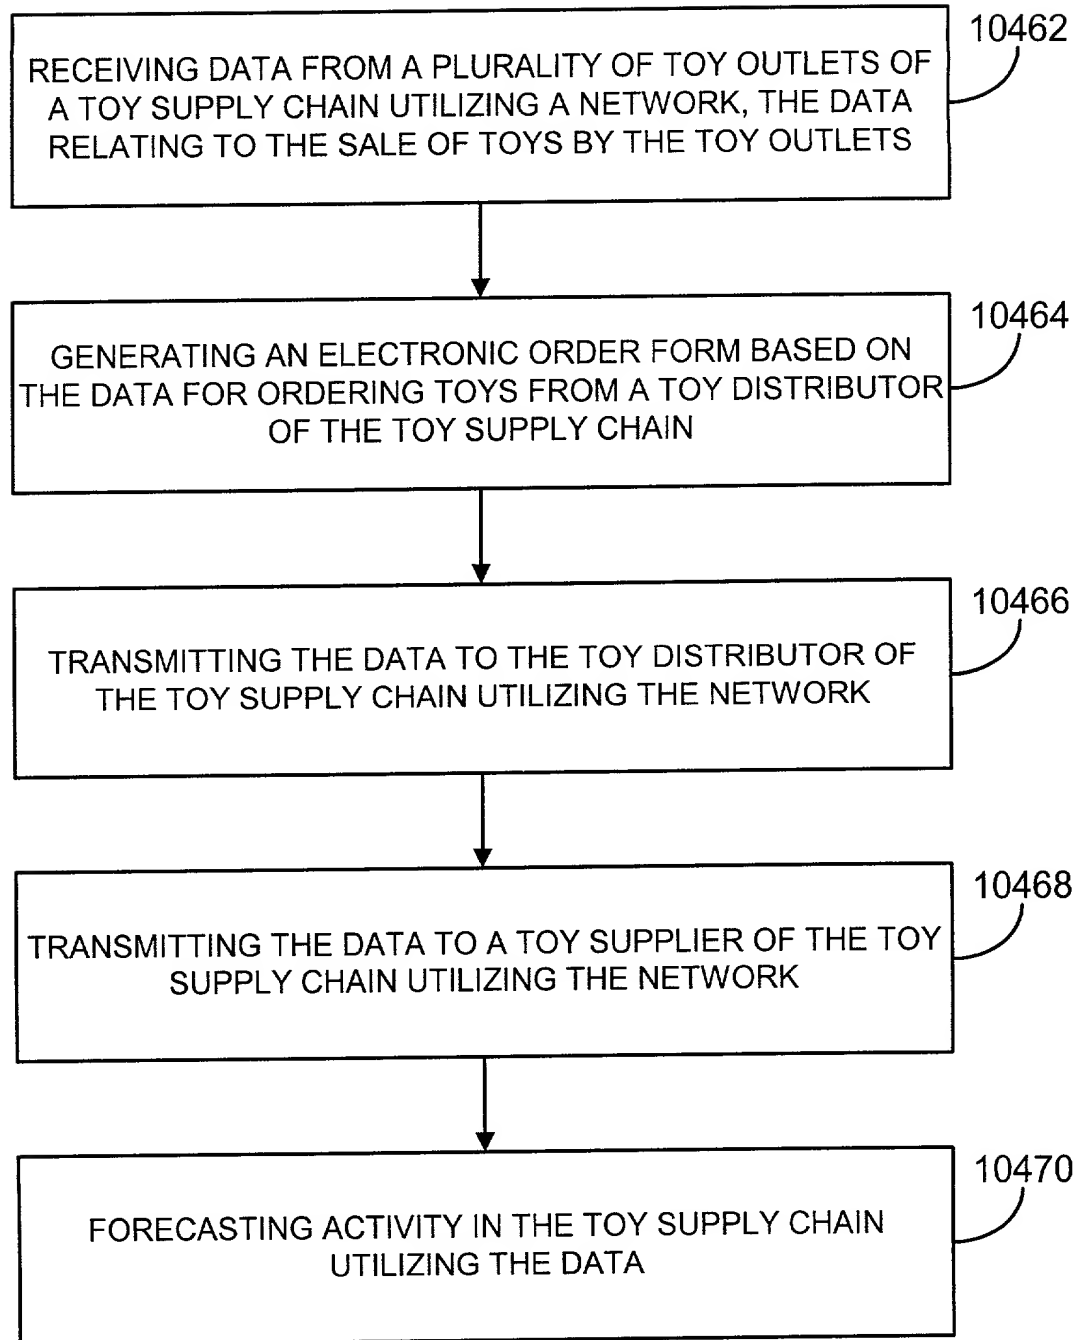 10462
RECEIVING DATA FROM A PLURALITY OF TOY OUTLETS OF
A TOY SUPPLY CHAIN UTILIZING A NETWORK, THE DATA
RELATING TO THE SALE OF TOYS BY THE TOY OUTLETS
10464
GENERATING AN ELECTRONIC ORDER FORM BASED ON
THE DATA FOR ORDERING TOYS FROM A TOY DISTRIBUTOR
OF THE TOY SUPPLY CHAIN
10466
TRANSMITTING THE DATA TO THE TOY DISTRIBUTOR OF
THE TOY SUPPLY CHAIN UTILIZING THE NETWORK
10468
TRANSMITTING THE DATA TO A TOY SUPPLIER OF THE TOY
SUPPLY CHAIN UTILIZING THE NETWORK
10470
FORECASTING ACTIVITY IN THE TOY SUPPLY CHAIN
UTILIZING THE DATA